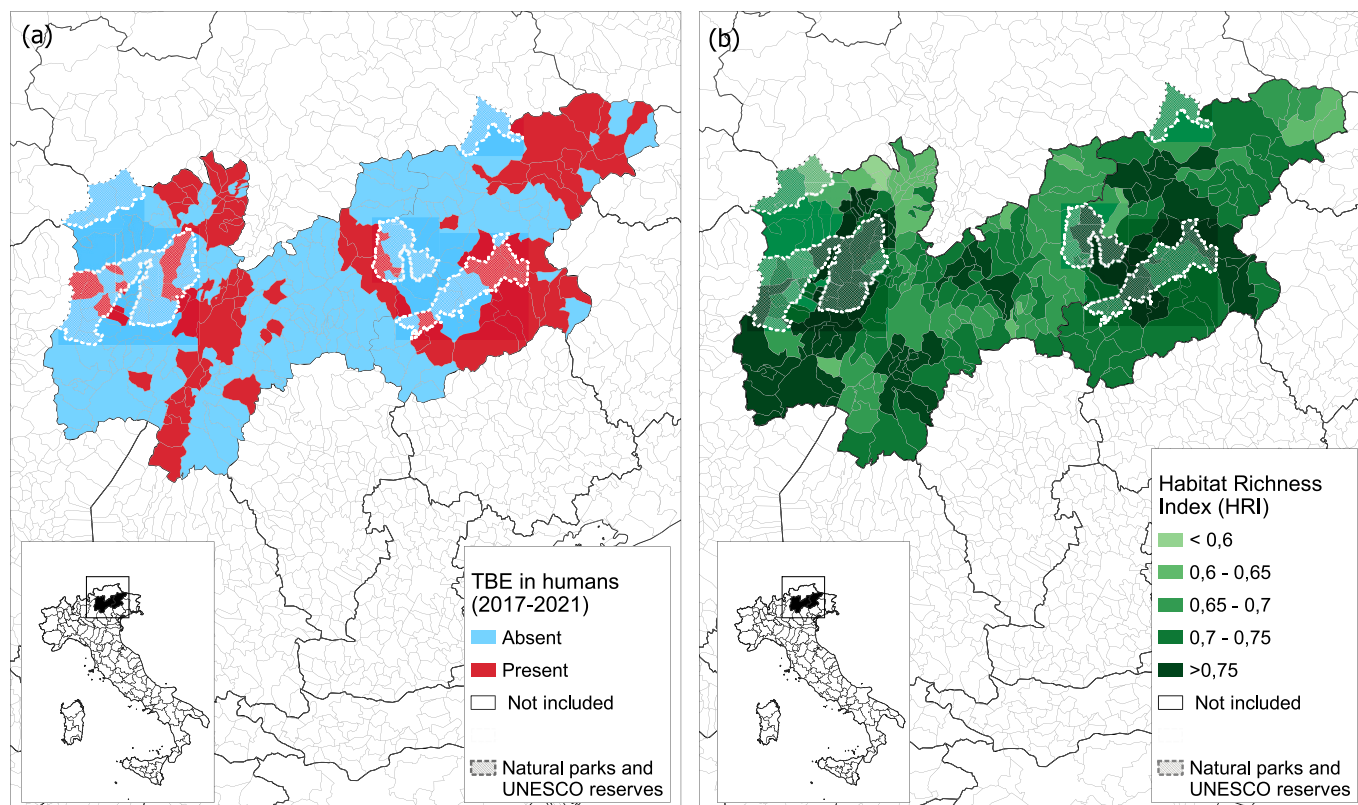 (a)
TBE in humans
(2017-2021)
Absent
Present
Not included
Natural parks and
UNESCO reserves
(b)
Habitat Richness
Index (HRI)
< 0,6
0,6 - 0,65
0,65 - 0,7
0,7 - 0,75
>0,75
Not included
Natural parks and
UNESCO reserves